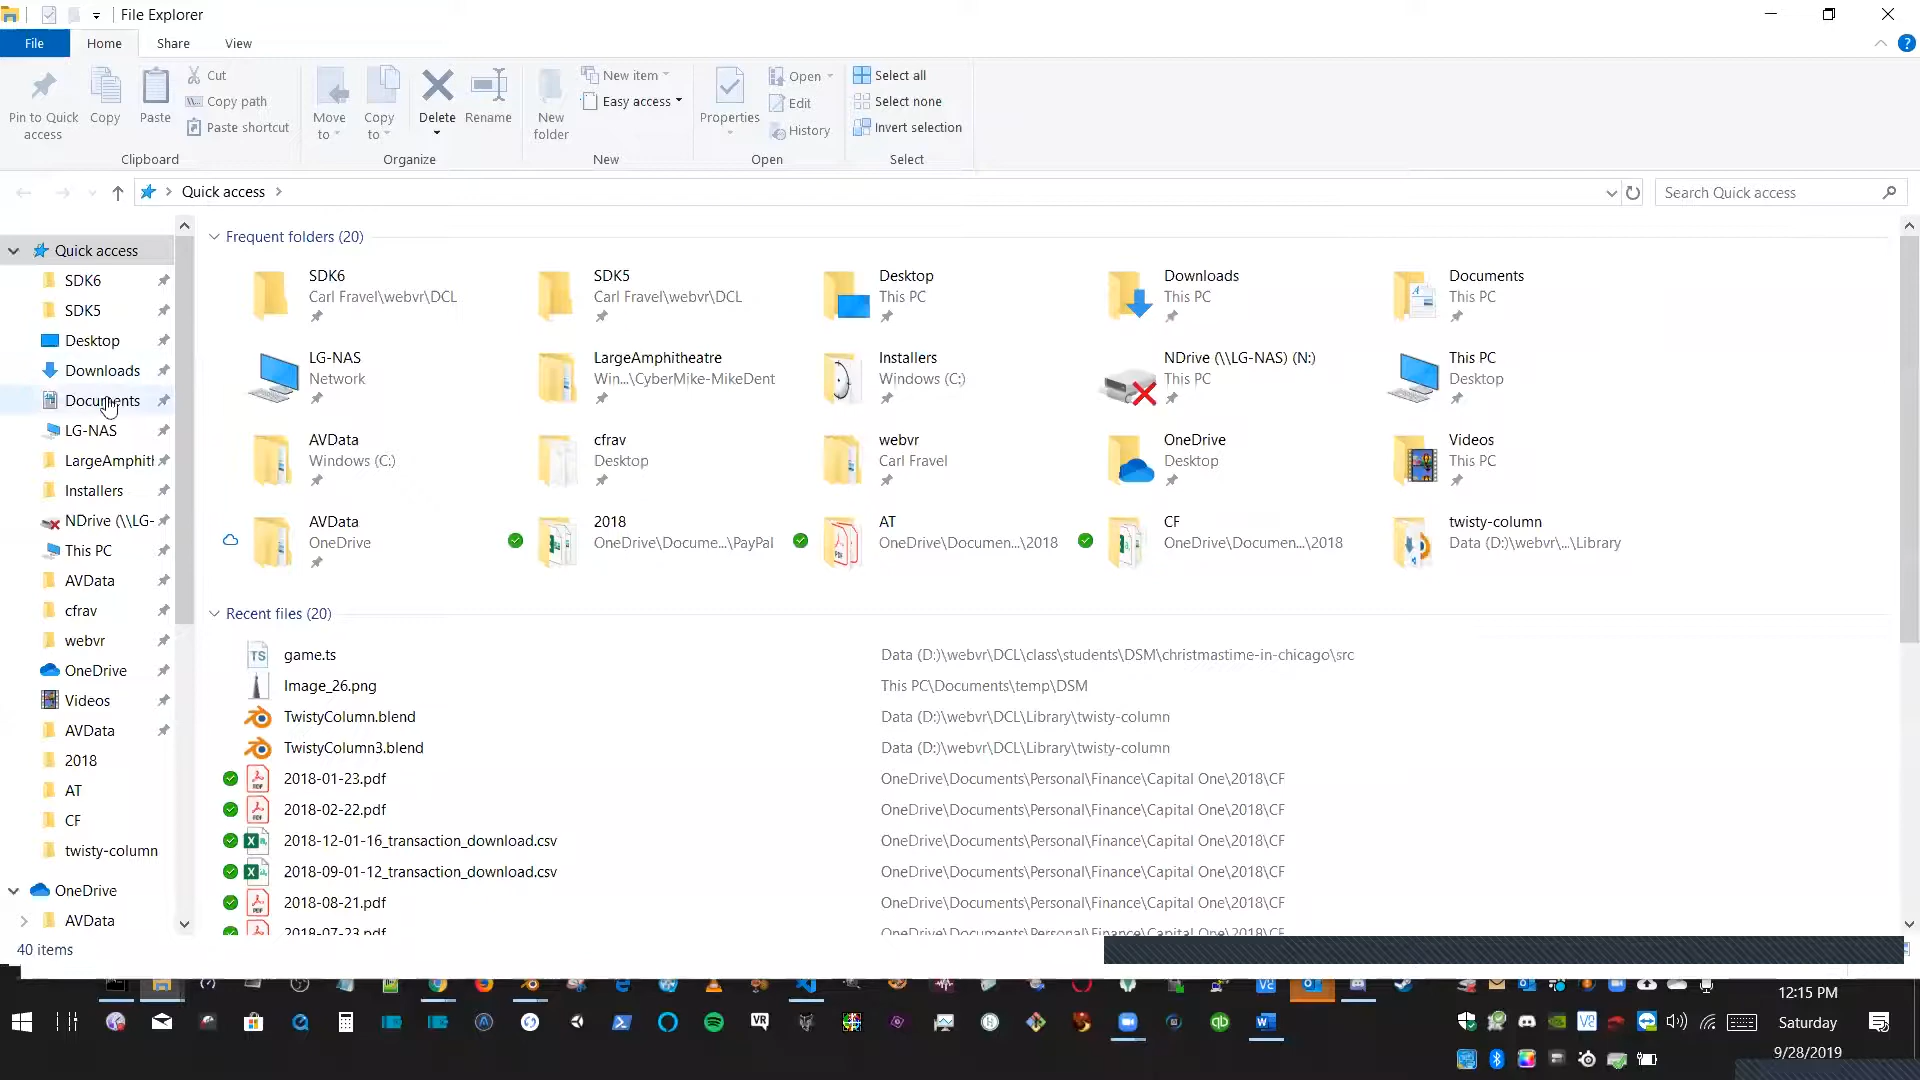 File Explorer
File Home Share View
Pin to Quick access
Copy
Paste
Cut
Copy path
Paste shortcut
Clipboard
Move to
Copy to
Delete
Rename
Organize
New folder
New item
Easy access
New
Properties
Open
Edit
History
Open
Select all
Select none
Invert selection
Select
Quick access
Search Quick access
Quick access
SDK6
SDK5
Desktop
Downloads
Documents
LG-NAS
LargeAmphitl
Installers
NDrive (\\LG-
This PC
AVData
cfrav
webvr
OneDrive
Videos
AVData
2018
AT
CF
twisty-column
OneDrive
AVData
Frequent folders (20)
SDK6
Carl Fravel\webvr\DCL
SDK5
Carl Fravel\webvr\DCL
Desktop
This PC
Downloads
This PC
Documents
This PC
LG-NAS
Network
LargeAmphitheatre
Win...\CyberMike-MikeDent
Installers
Windows (C:)
NDrive (\\LG-NAS) (N:)
This PC
This PC
Desktop
AVData
Windows (C:)
cfrav
Desktop
webvr
Carl Fravel
OneDrive
Desktop
Videos
This PC
AVData
OneDrive
2018
OneDrive\Docume...\PayPal
AT
OneDrive\Documen...\2018
CF
OneDrive\Documen...\2018
twisty-column
Data (D:)\webvr\...\Library
Recent files (20)
game.ts Data (D:)\webvr\DCL\class\students\DSM\christmastime-in-chicago\src
Image_26.png This PC\Documents\temp\DSM
TwistyColumn.blend Data (D:)\webvr\DCL\Library\twisty-column
TwistyColumn3.blend Data (D:)\webvr\DCL\Library\twisty-column
2018-01-23.pdf OneDrive\Documents\Personal\Finance\Capital One\2018\CF
2018-02-22.pdf OneDrive\Documents\Personal\Finance\Capital One\2018\CF
2018-12-01-16_transaction_download.csv OneDrive\Documents\Personal\Finance\Capital One\2018\CF
2018-09-01-12_transaction_download.csv OneDrive\Documents\Personal\Finance\Capital One\2018\CF
2018-08-21.pdf OneDrive\Documents\Personal\Finance\Capital One\2018\CF
2018-07-23.pdf OneDrive\Documents\Personal\Finance\Capital One\2018\CF
40 items
12:15 PM
Saturday
9/28/2019